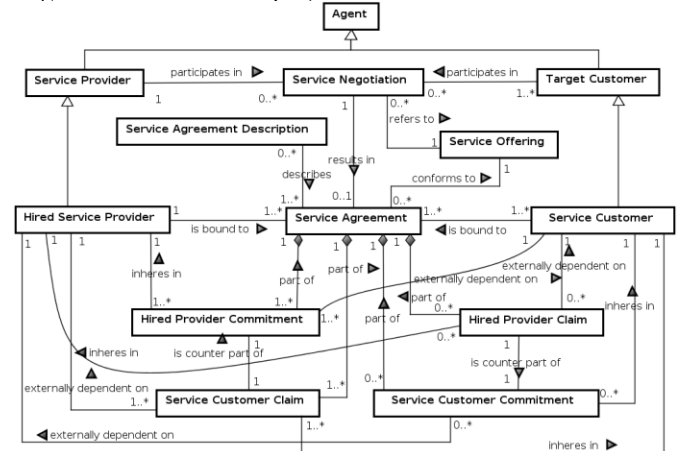 Agent
Service Provider
participates in
Service Negotiation
participates in
Target Customer
1
0..*
1
0..*
0..*
1..*
refers to
Service Agreement Description
1
Service Offering
0..*
results in
1
describes
conforms to
1..*
0..1
0..*
Hired Service Provider
1
1..*
Service Agreement
1..*
1..*
Service Customer
is bound to
is bound to
1
1
1
1
1
1
1
1
1
1
1
1
externally dependent on
inheres in
part of
part of
externally dependent on
1..*
1..*
part of
0..*
inheres in
0..*
Hired Provider Commitment
1..*
part of
Hired Provider Claim
0..*
inheres in
is counter part of
1
1
is counter part of
externally dependent on
1
1..*
0..*
1
0..*
1..*
Service Customer Claim
Service Customer Commitment
1..*
0..*
externally dependent on
inheres in